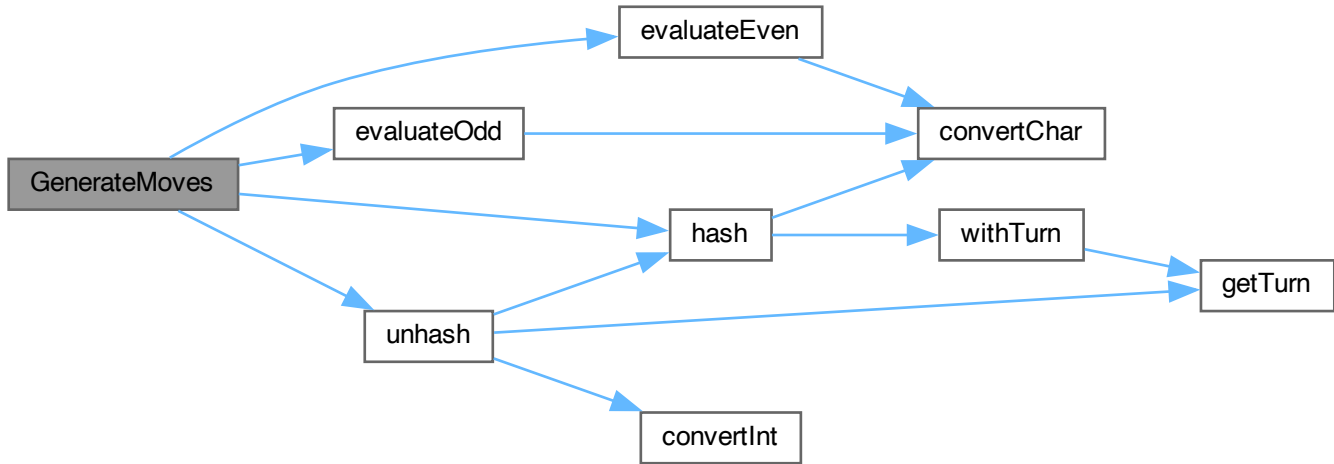 evaluateEven
evaluateOdd
convertChar
GenerateMoves
hash
withTurn
getTurn
unhash
convertInt